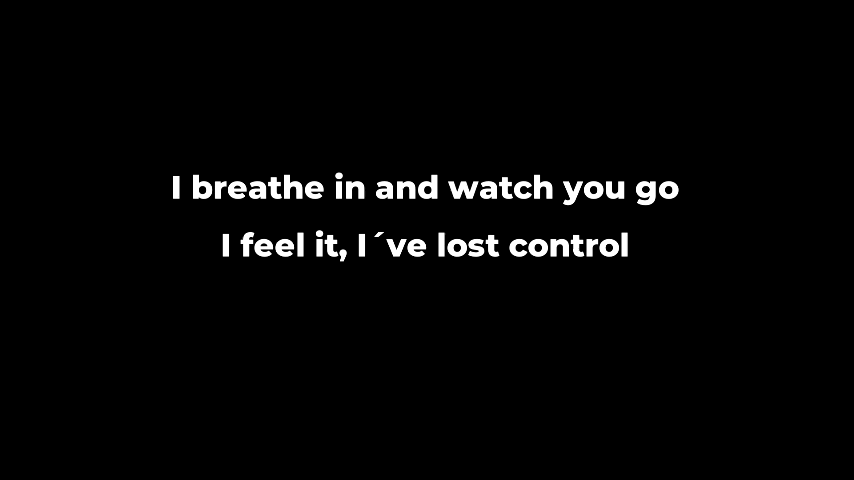 I breathe in and watch you go
I feel it, I´ve lost control